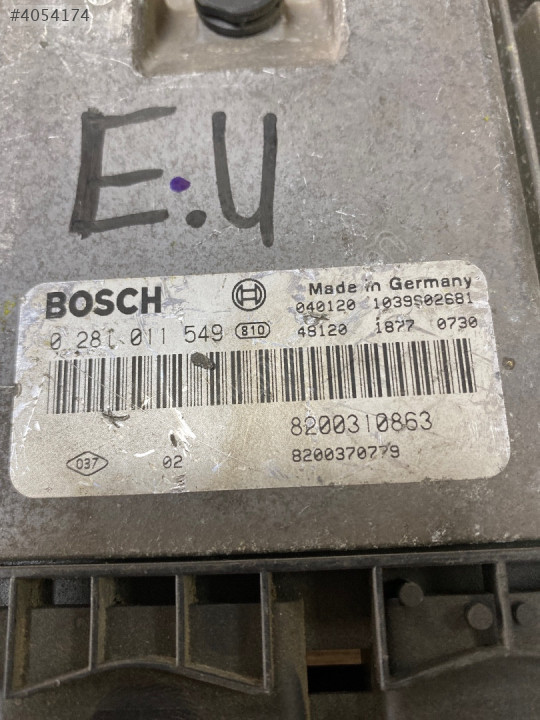 #4054174
E.U
BOSCH
Made in Germany
040120 1039S02681
0 281 011 549 810 48120 1877 0730
8200310863
037 02 8200370779